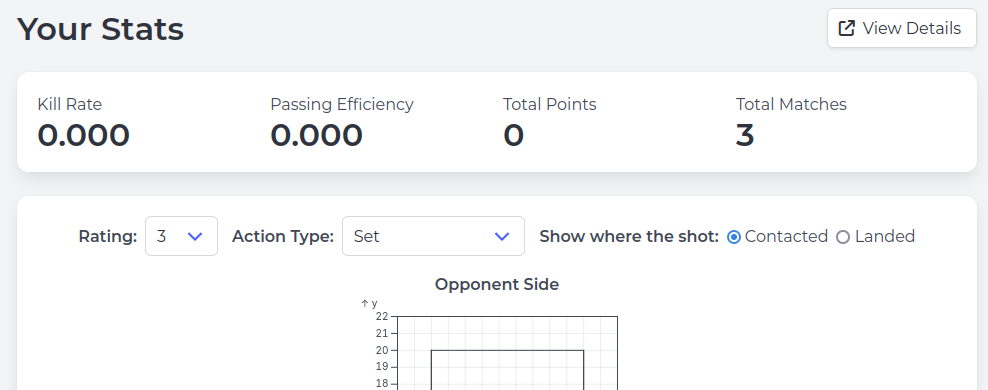 Your Stats
View Details
Kill Rate
Passing Efficiency
Total Points
Total Matches
0.000
0.000
0
3
Rating: 3 Action Type: Set Show where the shot: Contacted Landed
Opponent Side
↑ y
22
21
20
19
18